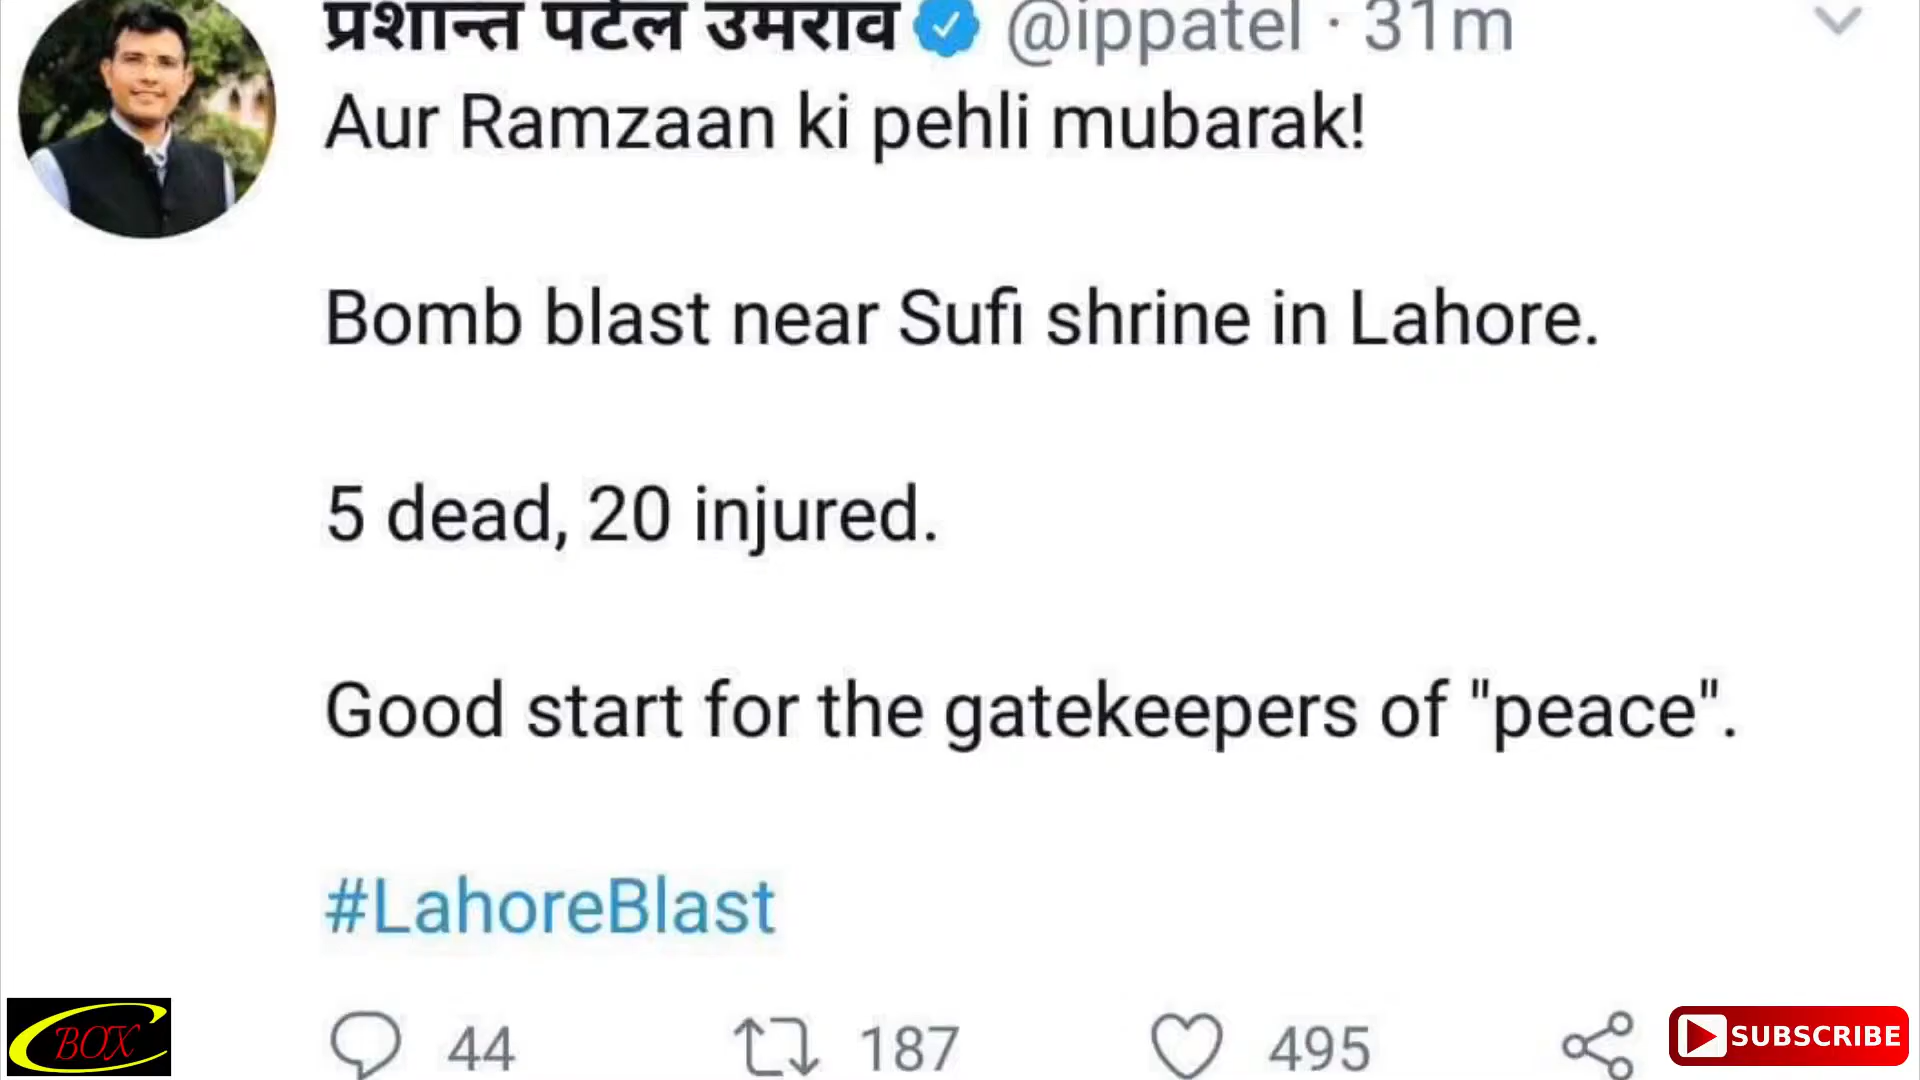 प्रशान्त पटेल उमराव @ippatel · 31m
Aur Ramzaan ki pehli mubarak!
Bomb blast near Sufi shrine in Lahore.
5 dead, 20 injured.
Good start for the gatekeepers of "peace".
#LahoreBlast
44 187 495
C BOX
SUBSCRIBE